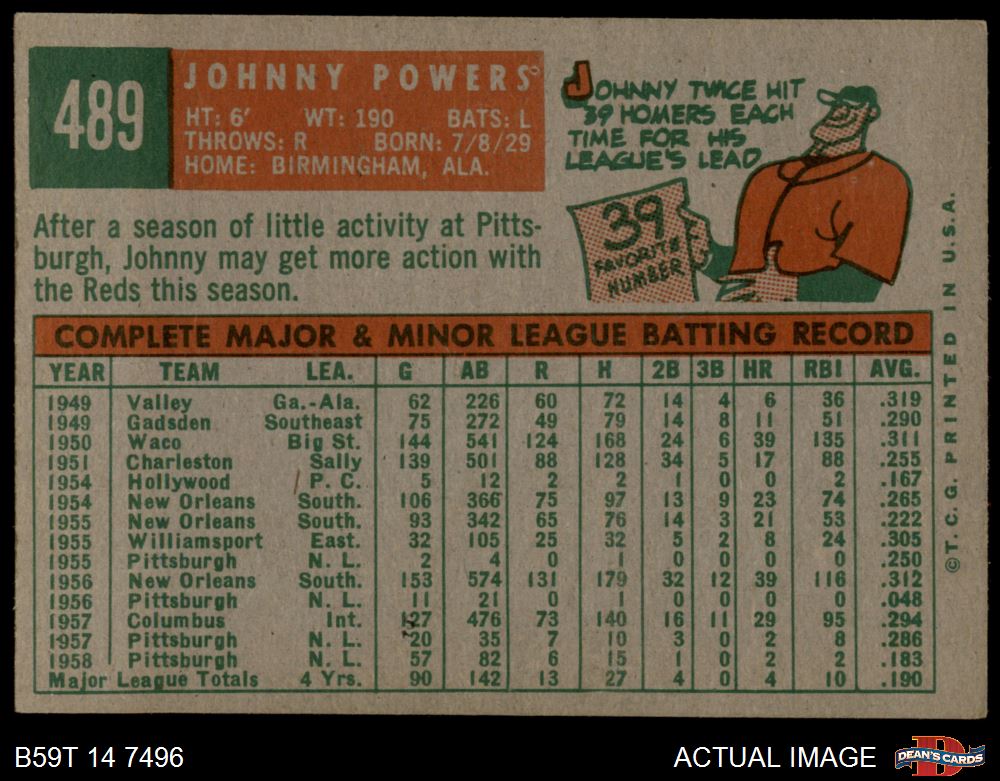 489
JOHNNY POWERS
HT: 6' WT: 190 BATS: L
THROWS: R BORN: 7/8/29
HOME: BIRMINGHAM, ALA.
JOHNNY TWICE HIT
39 HOMERS EACH
TIME FOR HIS
LEAGUE'S LEAD
39
FAVORITE
NUMBER
After a season of little activity at Pitts-
burgh, Johnny may get more action with
the Reds this season.
COMPLETE MAJOR & MINOR LEAGUE BATTING RECORD
YEAR TEAM LEA. G AB R H 2B 3B HR RBI AVG.
1949 Valley Ga.-Ala. 62 226 60 72 14 4 6 36 .319
1949 Gadsden Southeast 75 272 49 79 14 8 11 51 .290
1950 Waco Big St. 144 541 124 168 24 6 39 135 .311
1951 Charleston Sally 139 501 88 128 34 5 17 88 .255
1954 Hollywood P. C. 5 12 2 2 1 0 0 2 .167
1954 New Orleans South. 106 366 75 97 13 9 23 74 .265
1955 New Orleans South. 93 342 65 76 14 3 21 53 .222
1955 Williamsport East. 32 105 25 32 5 2 8 24 .305
1955 Pittsburgh N. L. 2 4 0 1 0 0 0 0 .250
1956 New Orleans South. 153 574 131 179 32 12 39 116 .312
1956 Pittsburgh N. L. 11 21 0 1 0 0 0 0 .048
1957 Columbus Int. 127 476 73 140 16 11 29 95 .294
1957 Pittsburgh N. L. 20 35 7 10 3 0 2 8 .286
1958 Pittsburgh N. L. 57 82 6 15 1 0 2 2 .183
Major League Totals 4 Yrs. 90 142 13 27 4 0 4 10 .190
© T. C. G. PRINTED IN U.S.A.
B59T 14 7496
ACTUAL IMAGE
DEAN'S CARDS